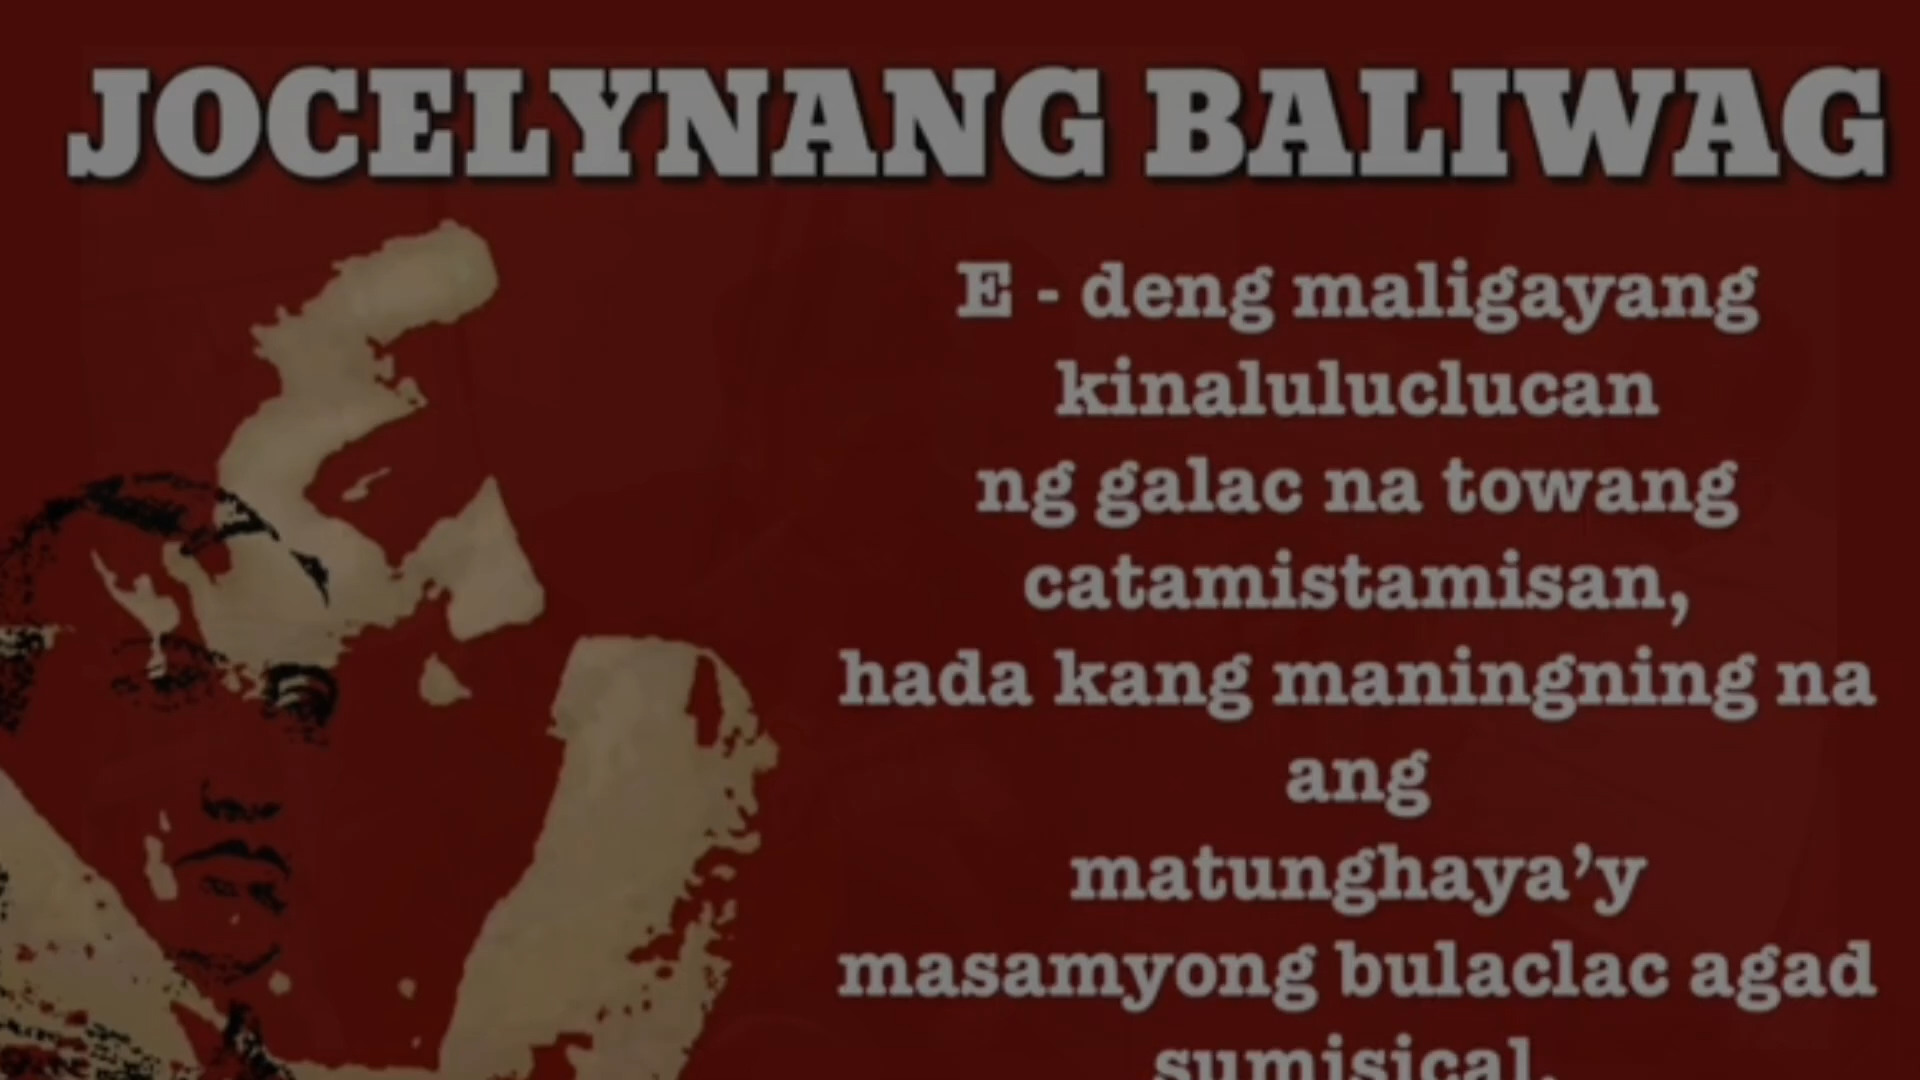 JOCELYNANG BALIWAG
E - deng maligayang
kinaluluclucan
ng galac na towang
catamistamisan,
hada kang maningning na
ang
matunghaya’y
masamyong bulaclac agad
sumisical.